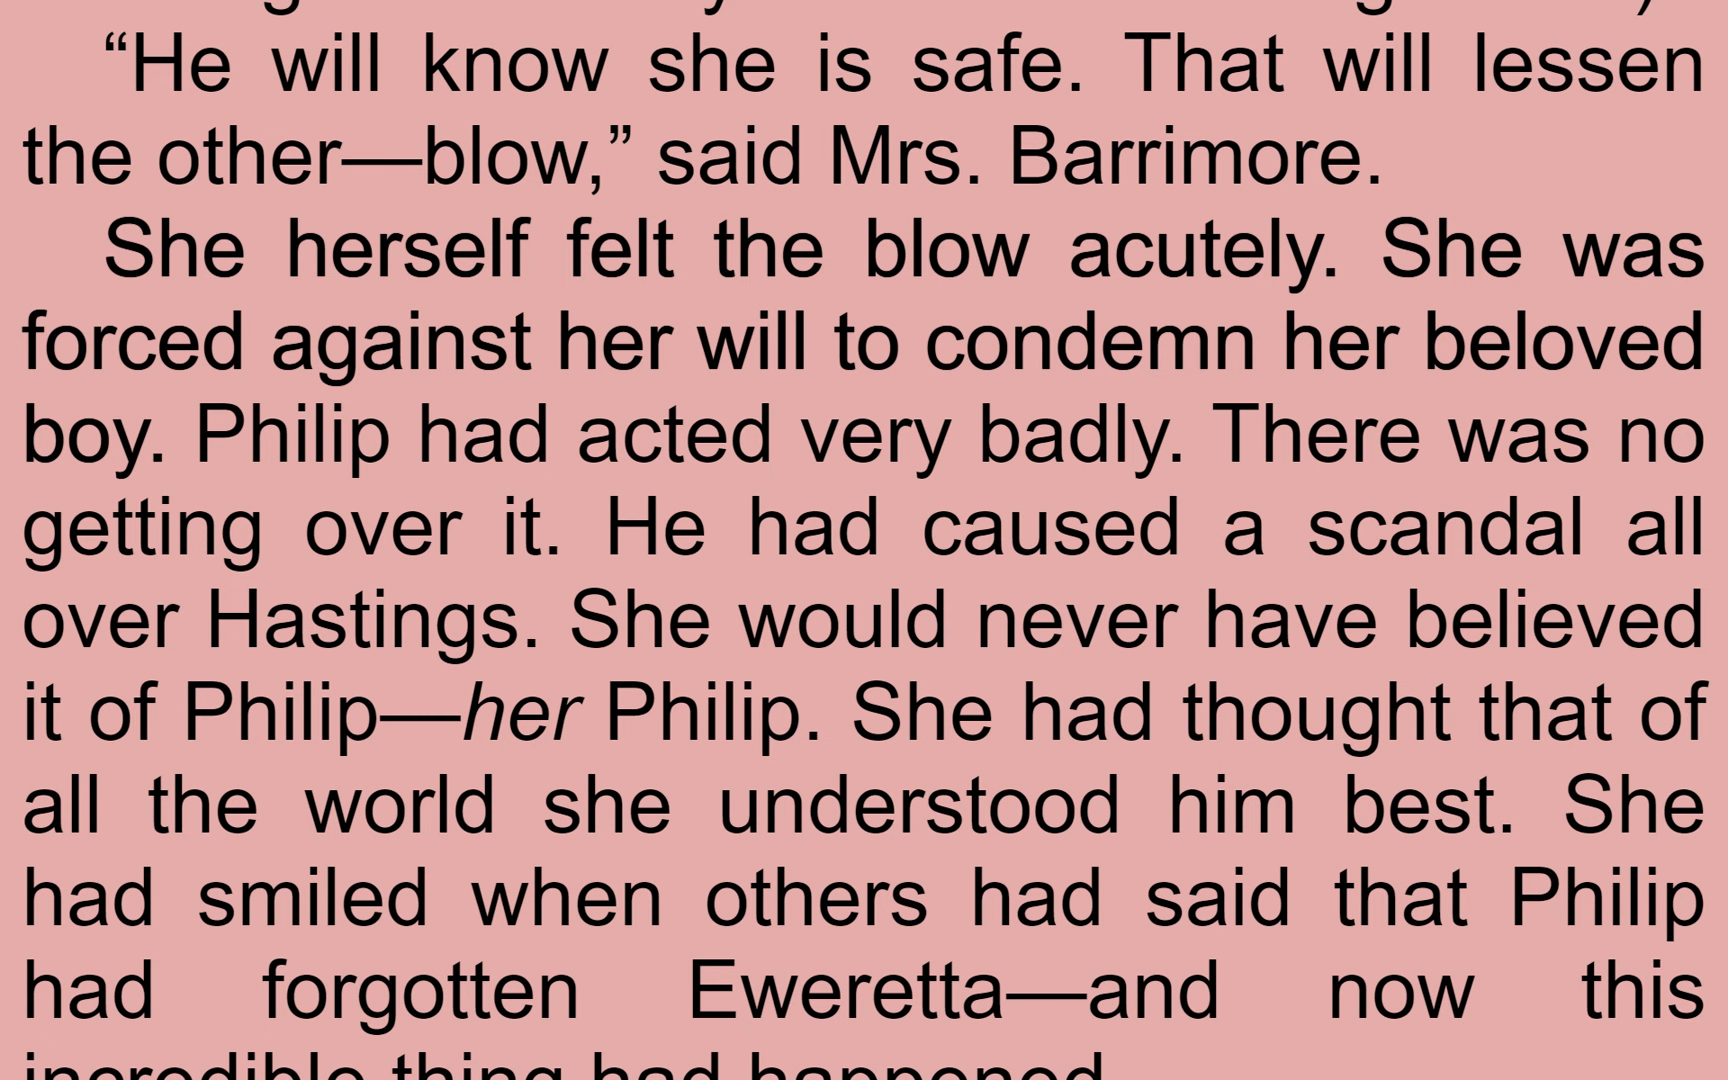 “He will know she is safe. That will lessen
the other—blow,” said Mrs. Barrimore.
She herself felt the blow acutely. She was
forced against her will to condemn her beloved
boy. Philip had acted very badly. There was no
getting over it. He had caused a scandal all
over Hastings. She would never have believed
it of Philip—her Philip. She had thought that of
all the world she understood him best. She
had smiled when others had said that Philip
had forgotten Eweretta—and now this
incredible thing had happened.